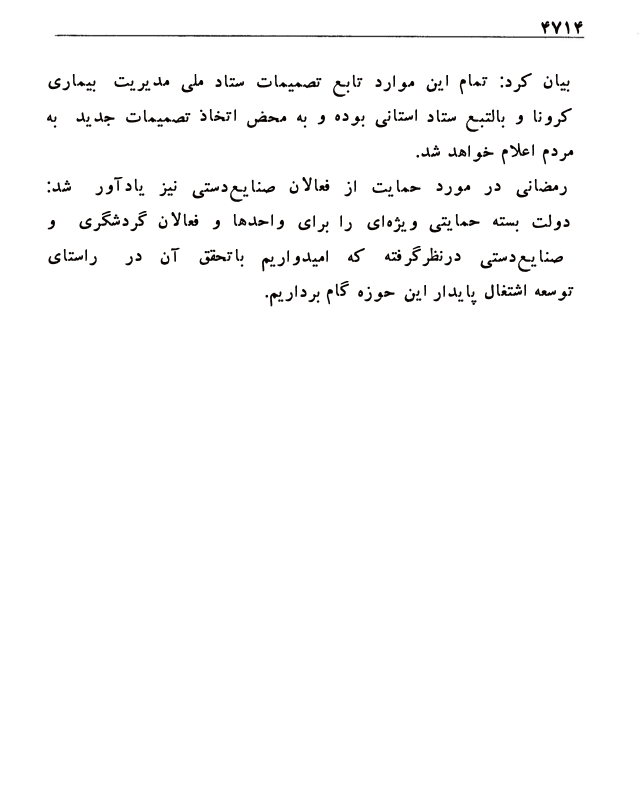 ۴۷۱۴
بیان کرد: تمام این موارد تابع تصمیمات ستاد ملی مدیریت بیماری
کرونا و بالتبع ستاد استانی بوده و به محض اتخاذ تصمیمات جدید به
مردم اعلام خواهد شد.
رمضانی در مورد حمایت از فعالان صنایع‌دستی نیز یادآور شد:
دولت بسته حمایتی ویژه‌ای را برای واحدها و فعالان گردشگری و
صنایع‌دستی درنظرگرفته که امیدواریم باتحقق آن در راستای
توسعه اشتغال پایدار این حوزه گام برداریم.